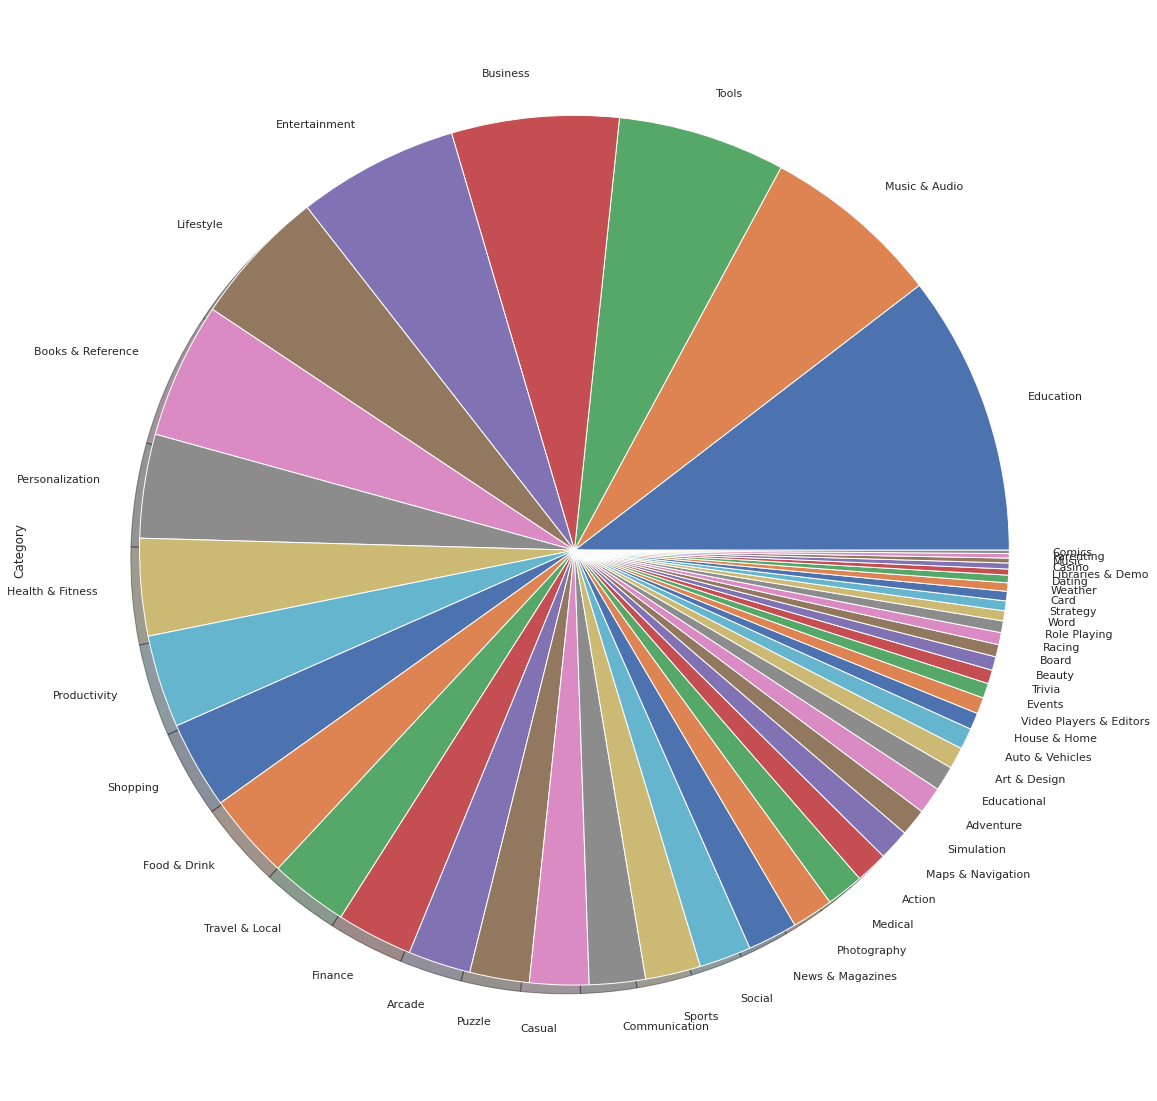 Business
Tools
Entertainment
Music & Audio
Lifestyle
Books & Reference
Education
Personalization
Category
Health & Fitness
Productivity
Shopping
Food & Drink
Travel & Local
Finance
Arcade
Puzzle
Casual
Communication
Sports
Social
News & Magazines
Photography
Medical
Action
Maps & Navigation
Simulation
Adventure
Educational
Art & Design
Auto & Vehicles
House & Home
Video Players & Editors
Events
Trivia
Beauty
Board
Racing
Role Playing
Word
Strategy
Card
Weather
Dating
Libraries & Demo
Casino
Music
Parenting
Comics